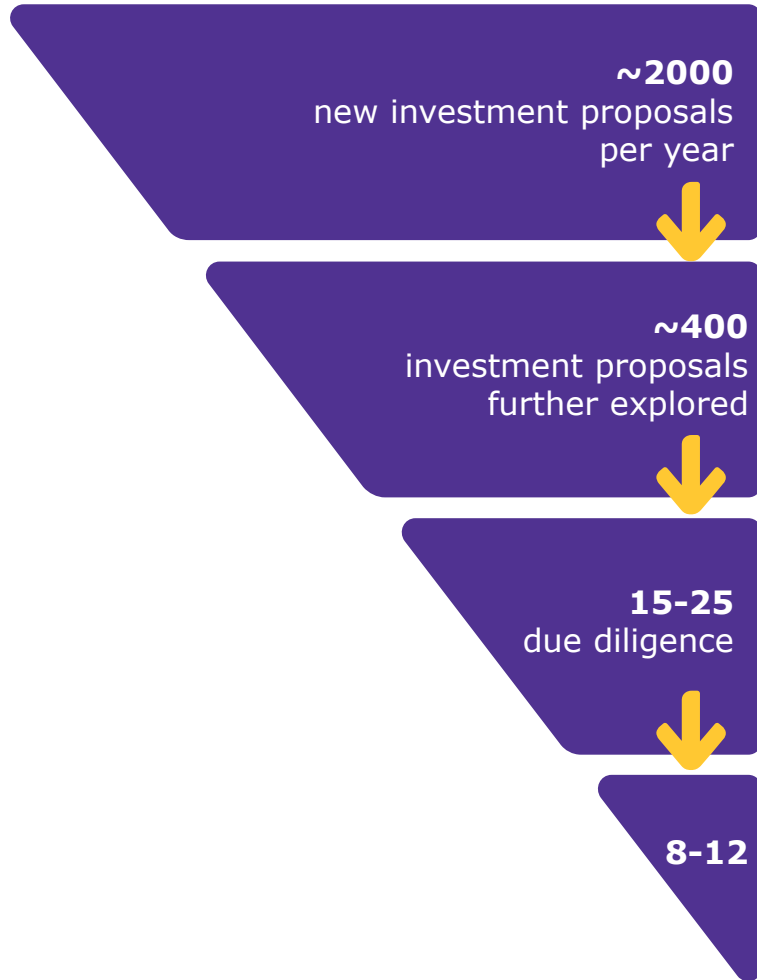 ~2000
new investment proposals
per year
~400
investment proposals
further explored
15-25
due diligence
8-12